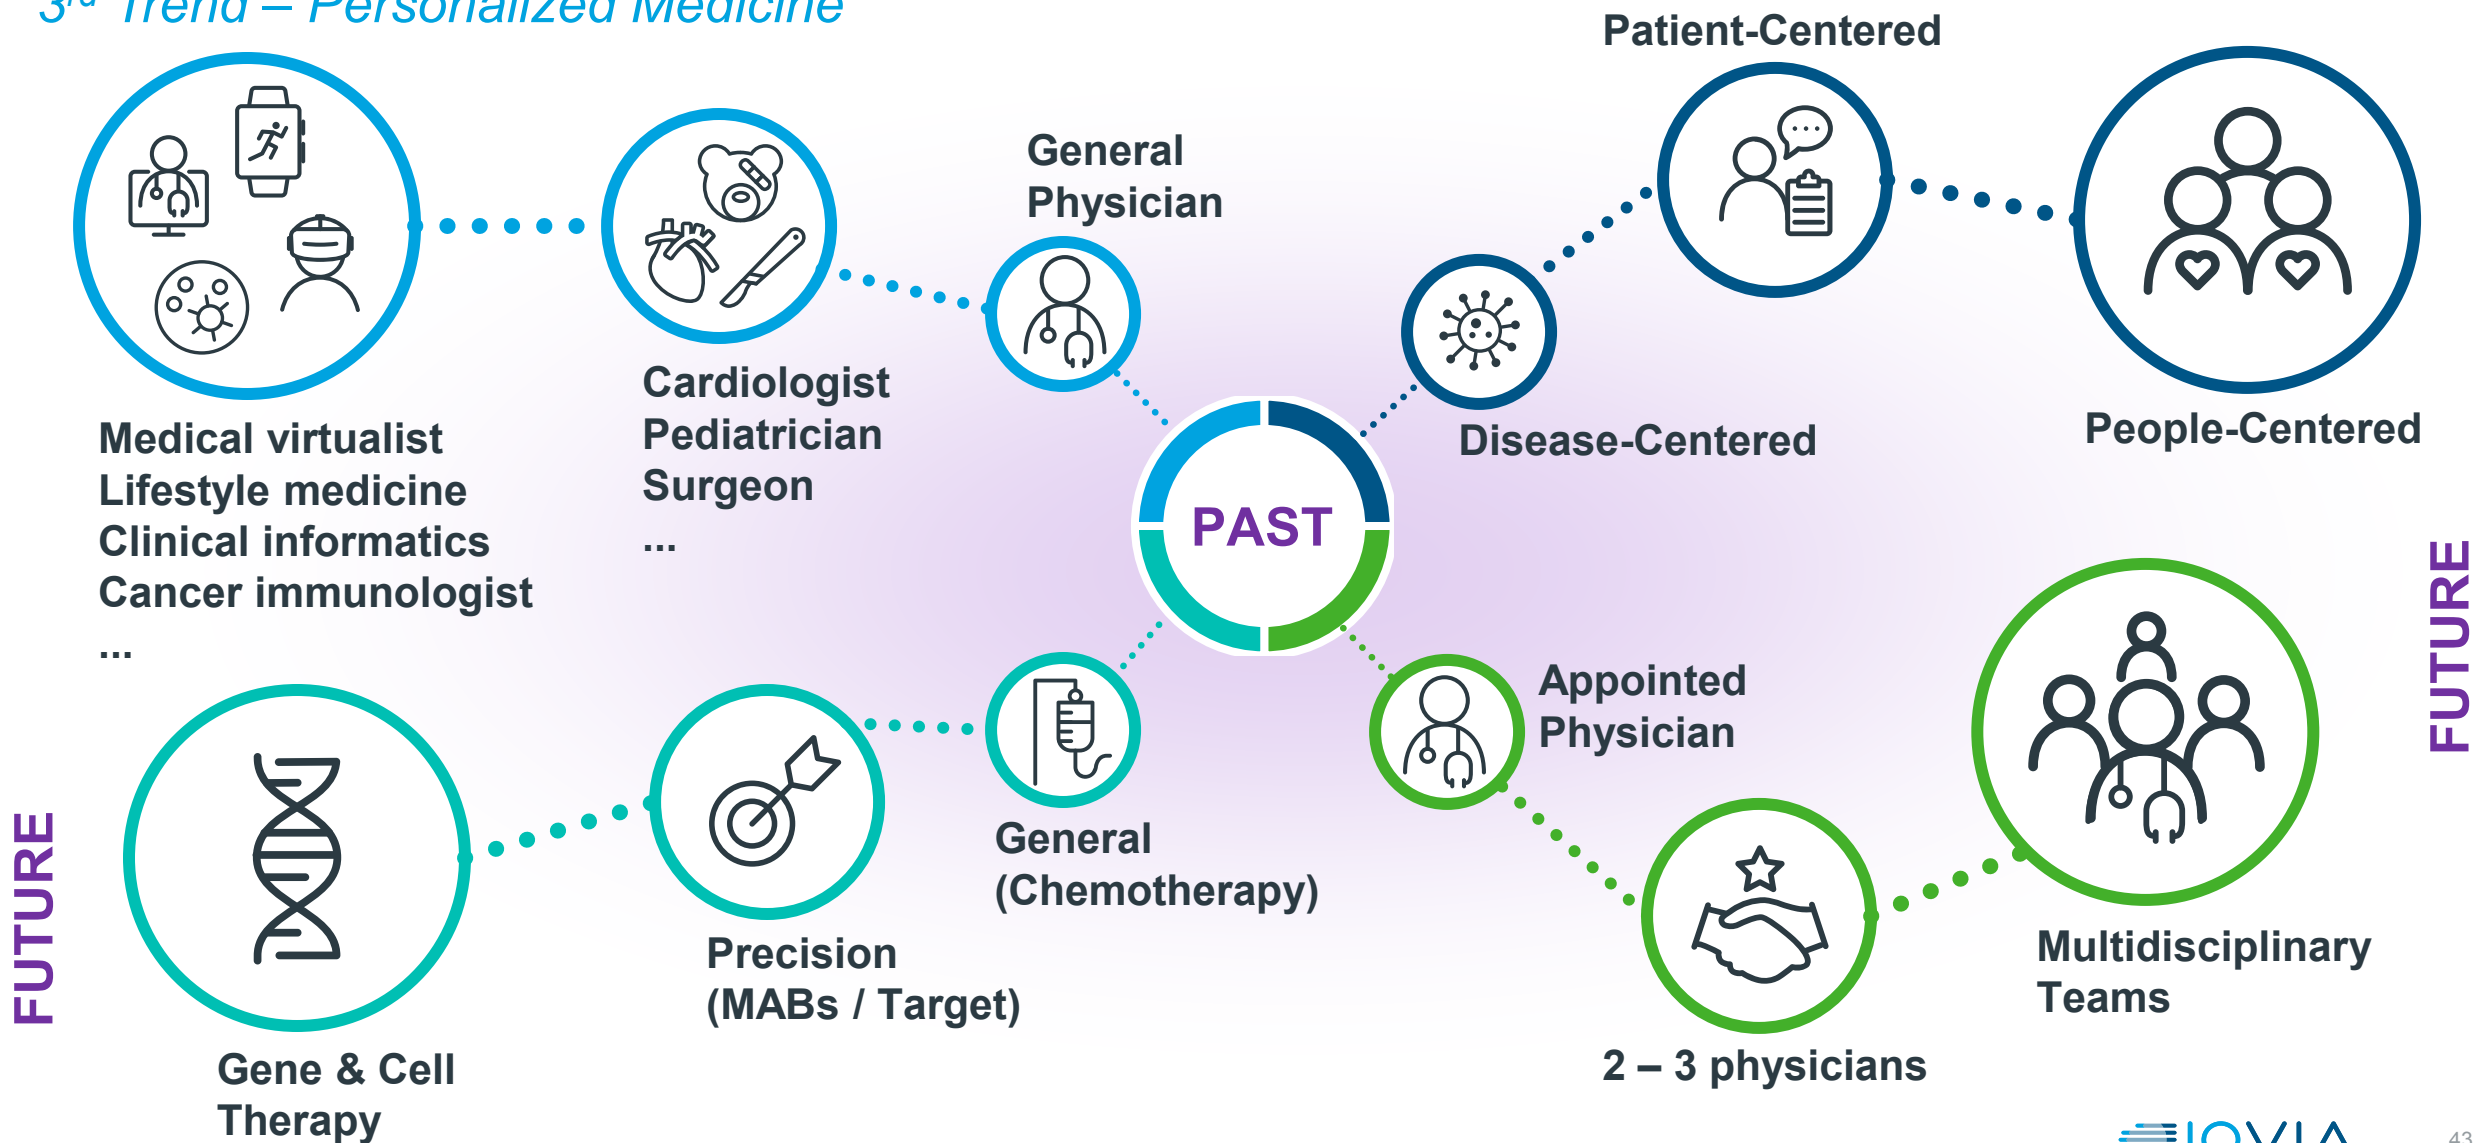 3rd Trend – Personalized Medicine
Patient-Centered
General
Physician
Cardiologist
Pediatrician
Surgeon
...
Medical virtualist
Lifestyle medicine
Clinical informatics
Cancer immunologist
...
Disease-Centered
People-Centered
PAST
FUTURE
FUTURE
Appointed
Physician
General
(Chemotherapy)
Precision
(MABs / Target)
Gene & Cell
Therapy
2 – 3 physicians
Multidisciplinary
Teams
IQVIA
43